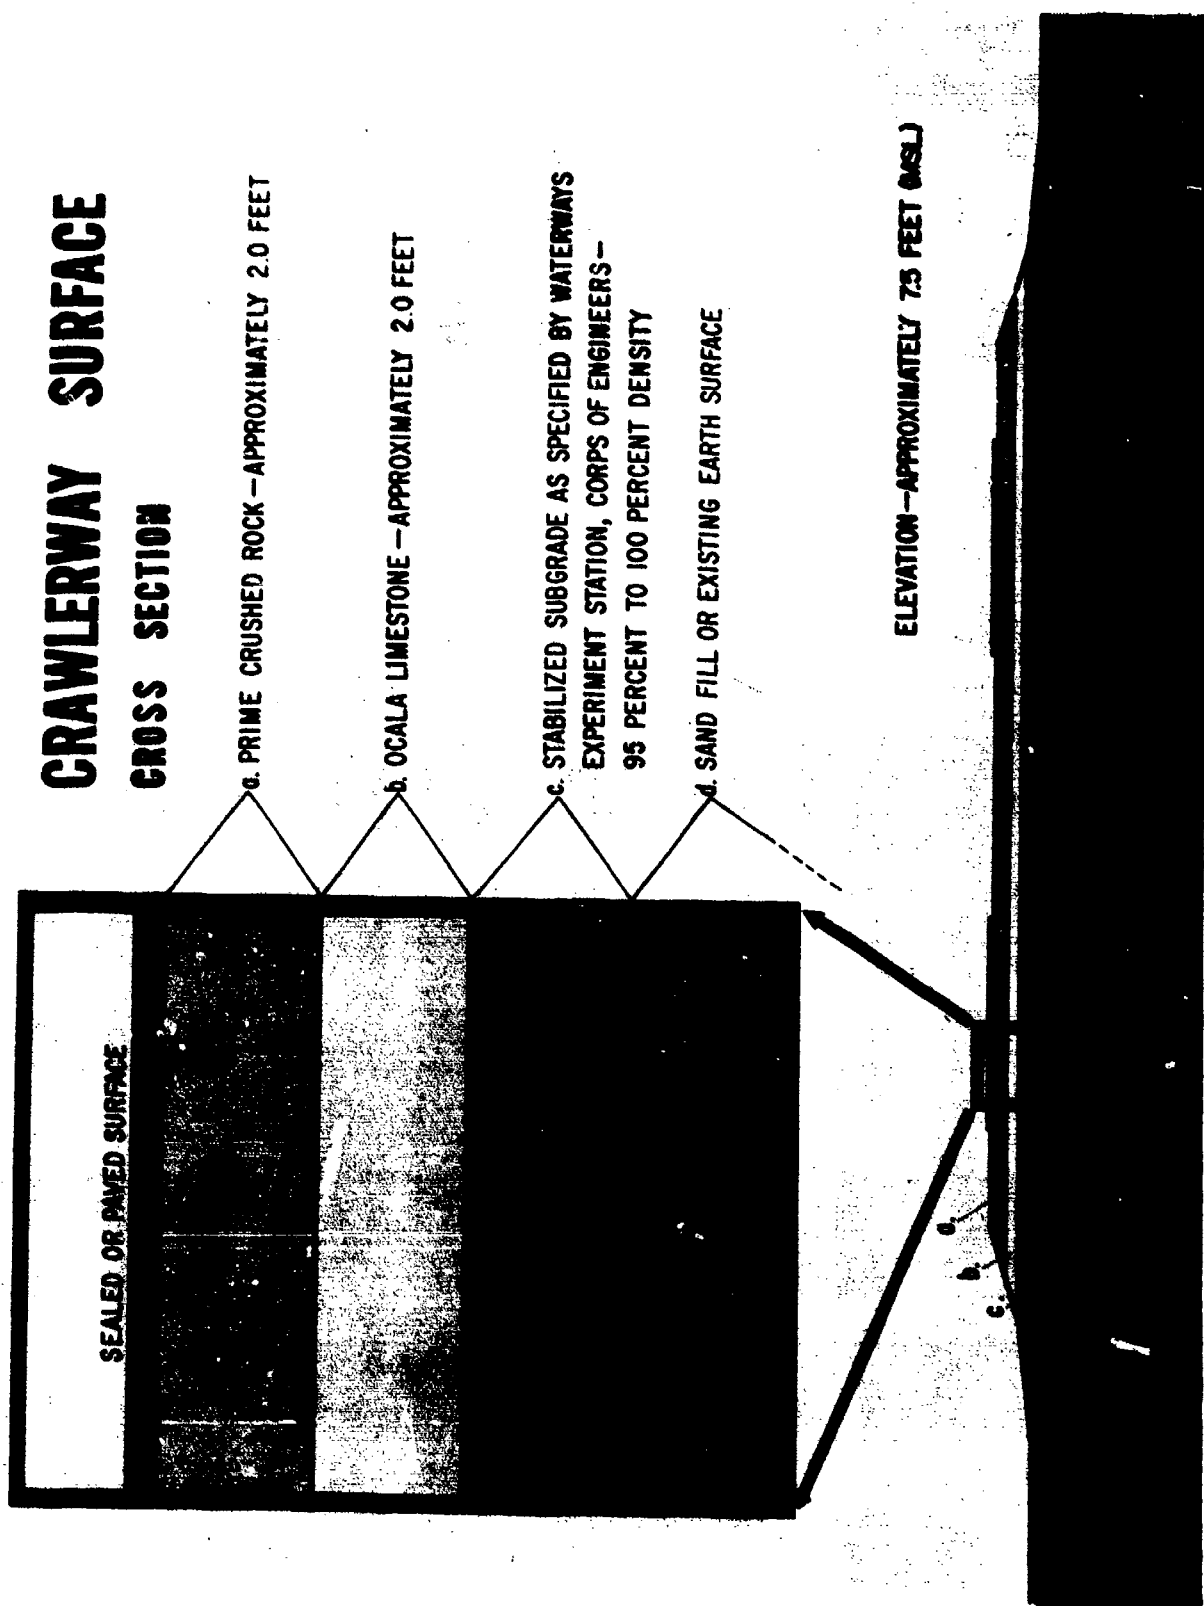 CRAWLERWAY SURFACE
CROSS SECTION
SEALED OR PAVED SURFACE
a. PRIME CRUSHED ROCK—APPROXIMATELY 2.0 FEET
b. OCALA LIMESTONE—APPROXIMATELY 2.0 FEET
c. STABILIZED SUBGRADE AS SPECIFIED BY WATERWAYS
EXPERIMENT STATION, CORPS OF ENGINEERS—
95 PERCENT TO 100 PERCENT DENSITY
d. SAND FILL OR EXISTING EARTH SURFACE
ELEVATION—APPROXIMATELY 7.5 FEET (MSL)
a.
b.
c.